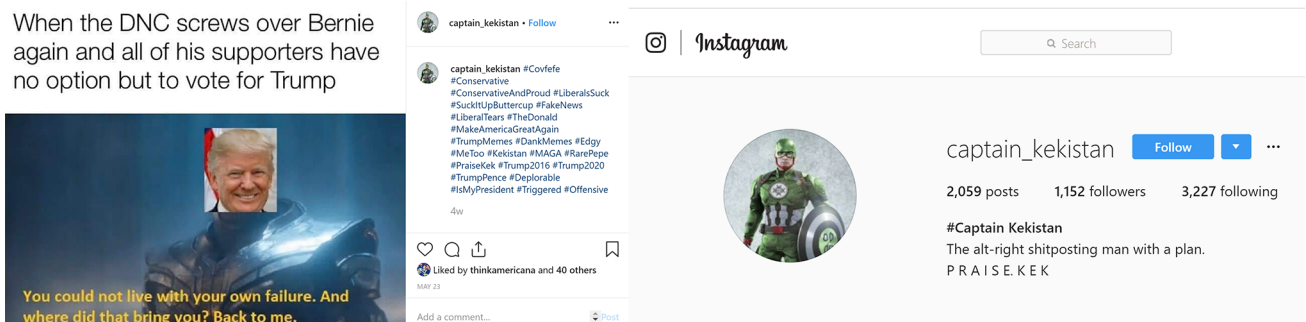 When the DNC screws over Bernie
again and all of his supporters have
no option but to vote for Trump
You could not live with your own failure. And
where did that bring you? Back to me.
captain_kekistan • Follow
captain_kekistan #Covfefe
#Conservative
#ConservativeAndProud #LiberalsSuck
#SuckItUpButtercup #FakeNews
#LiberalTears #TheDonald
#MakeAmericaGreatAgain
#TrumpMemes #DankMemes #Edgy
#MeToo #Kekistan #MAGA #RarePepe
#PraiseKek #Trump2016 #Trump2020
#TrumpPence #Deplorable
#IsMyPresident #Triggered #Offensive
4w
Liked by thinkamericana and 40 others
MAY 23
Add a comment...
Post
Instagram
Search
captain_kekistan
Follow
2,059 posts 1,152 followers 3,227 following
#Captain Kekistan
The alt-right shitposting man with a plan.
P R A I S E. K E K